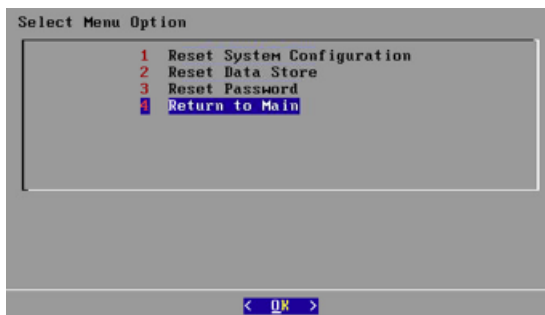 Select Menu Option
1 Reset System Configuration
2 Reset Data Store
3 Reset Password
4 Return to Main
< OK >